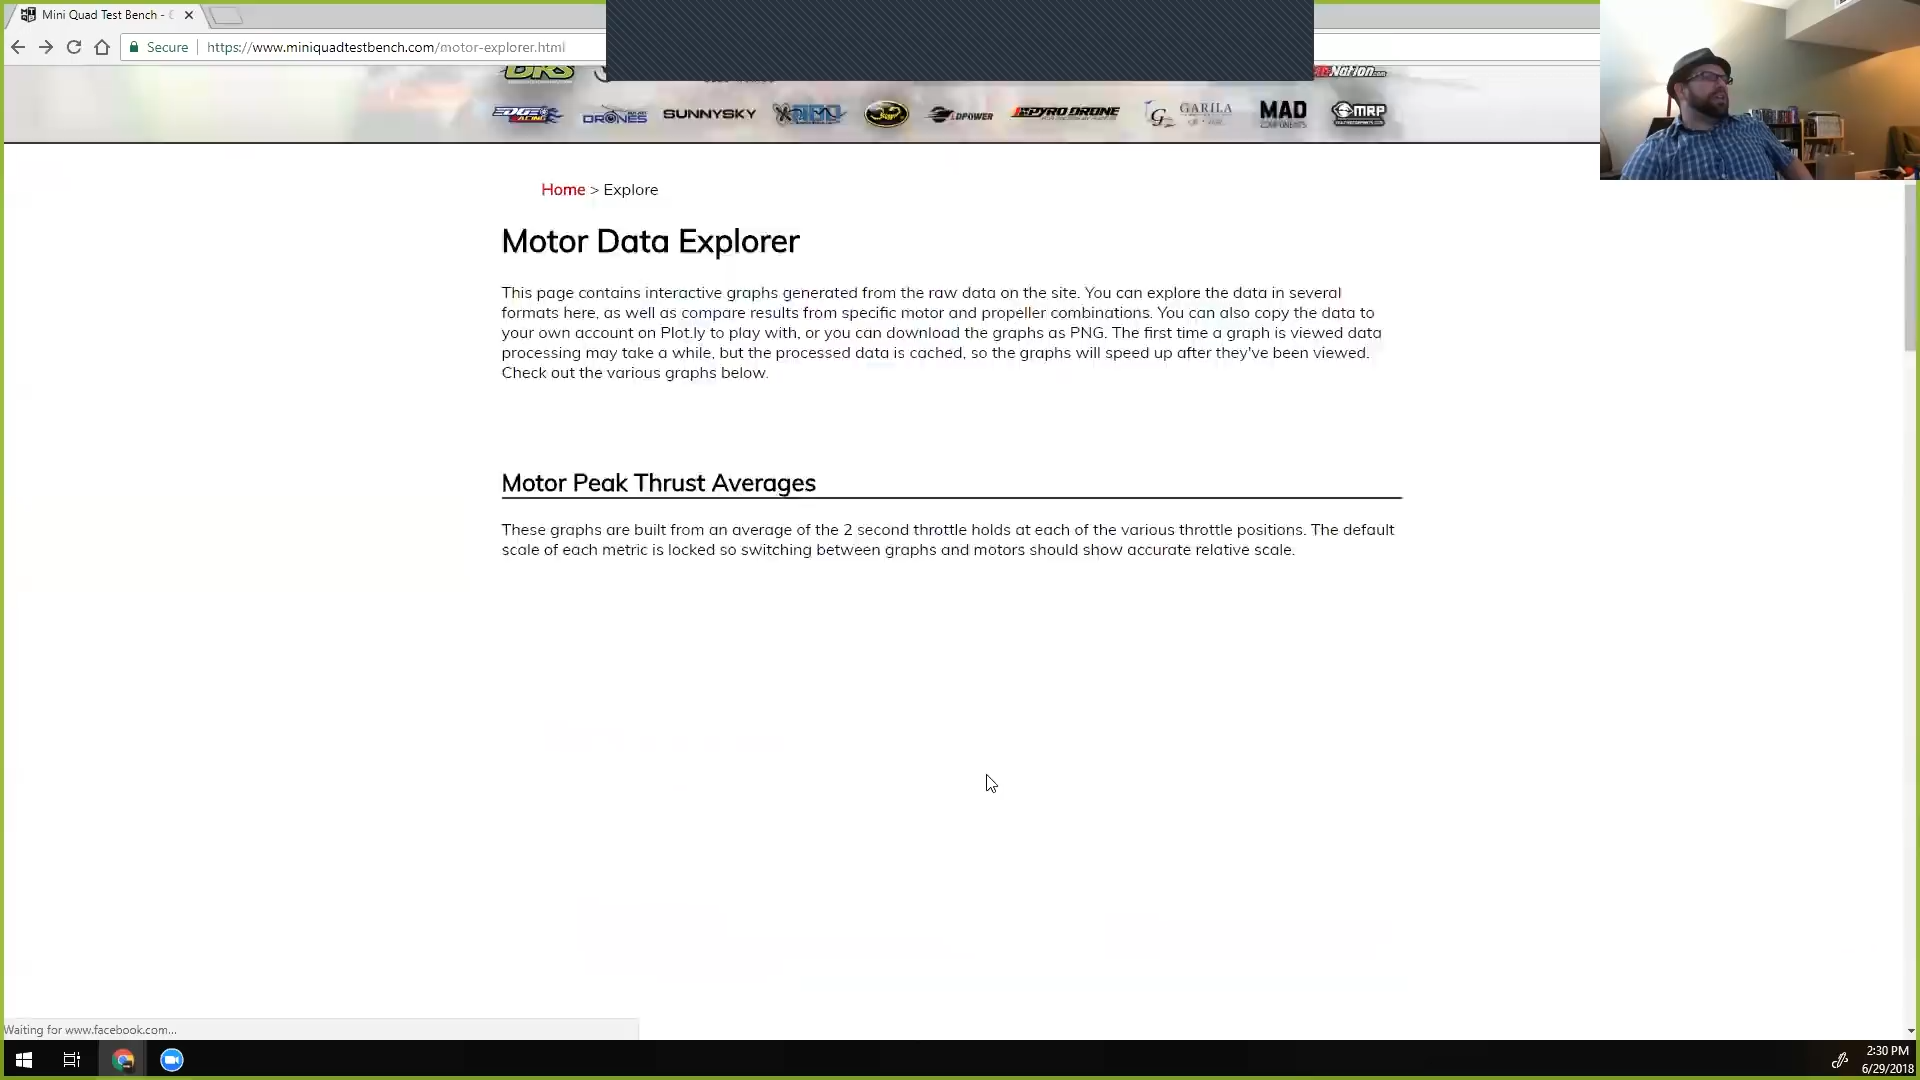 Mini Quad Test Bench -
Secure https://www.miniquadtestbench.com/motor-explorer.html
DRONES SUNNYSKY PYRO DRONE GARILA MAD COMPONENTS MRP
Home > Explore
Motor Data Explorer
This page contains interactive graphs generated from the raw data on the site. You can explore the data in several
formats here, as well as compare results from specific motor and propeller combinations. You can also copy the data to
your own account on Plot.ly to play with, or you can download the graphs as PNG. The first time a graph is viewed data
processing may take a while, but the processed data is cached, so the graphs will speed up after they've been viewed.
Check out the various graphs below.
Motor Peak Thrust Averages
These graphs are built from an average of the 2 second throttle holds at each of the various throttle positions. The default
scale of each metric is locked so switching between graphs and motors should show accurate relative scale.
Waiting for www.facebook.com...
2:30 PM
6/29/2018